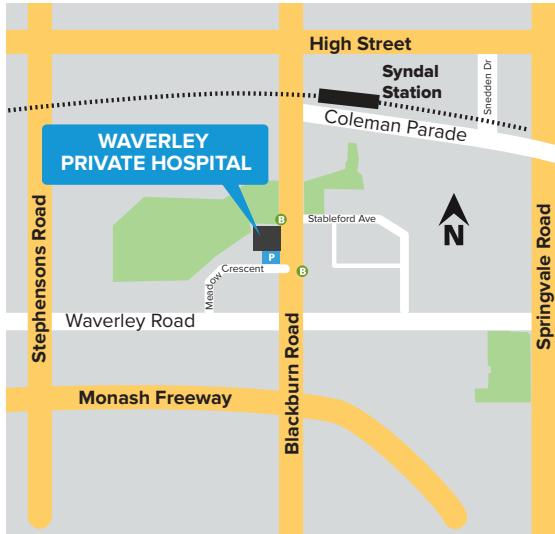 High Street
Syndal
Station
Snedden Dr
Coleman Parade
WAVERLEY
PRIVATE HOSPITAL
B
Stableford Ave
N
P
Crescent
B
Meadow
Waverley Road
Stephensons Road
Blackburn Road
Springvale Road
Monash Freeway